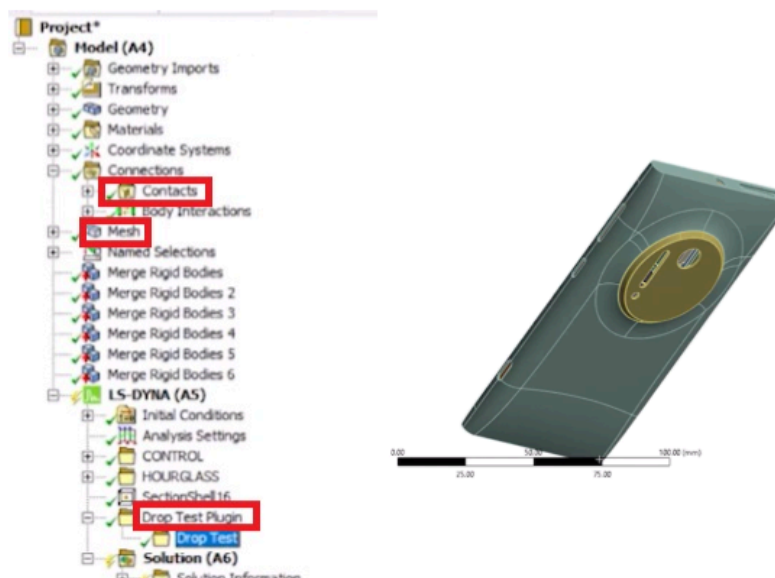 Project*
Model (A4)
Geometry Imports
Transforms
Geometry
Materials
Coordinate Systems
Connections
Contacts
Body Interactions
Mesh
Named Selections
Merge Rigid Bodies
Merge Rigid Bodies 2
Merge Rigid Bodies 3
Merge Rigid Bodies 4
Merge Rigid Bodies 5
Merge Rigid Bodies 6
LS-DYNA (A5)
Initial Conditions
Analysis Settings
CONTROL
HOURGLASS
SectionShell16
Drop Test Plugin
Drop Test
Solution (A6)
Solution Information
0.00 50.00 100.00 (mm)
25.00 75.00